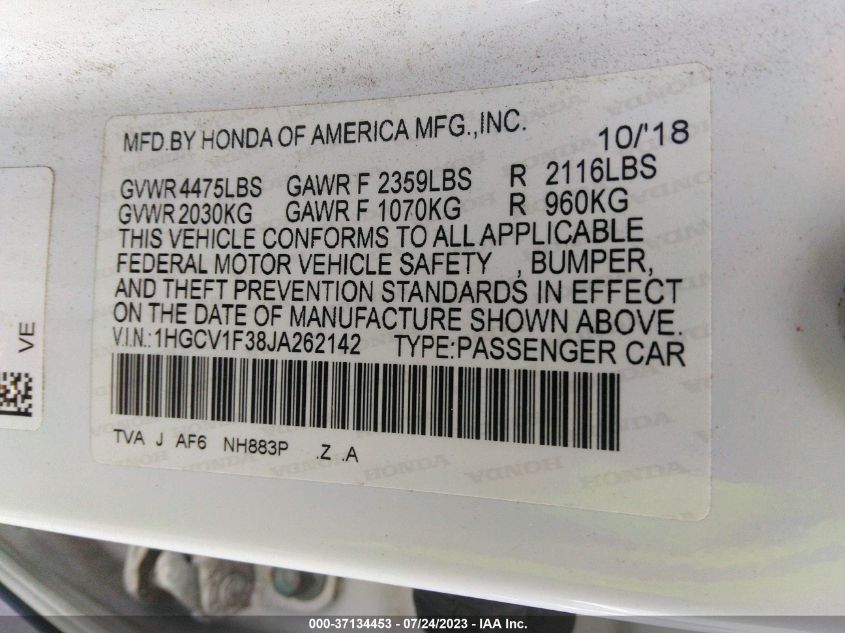 MFD.BY HONDA OF AMERICA MFG.,INC. 10/'18
GVWR 4475LBS GAWR F 2359LBS R 2116LBS
GVWR 2030KG GAWR F 1070KG R 960KG
THIS VEHICLE CONFORMS TO ALL APPLICABLE
FEDERAL MOTOR VEHICLE SAFETY , BUMPER,
AND THEFT PREVENTION STANDARDS IN EFFECT
ON THE DATE OF MANUFACTURE SHOWN ABOVE.
V.I.N.:1HGCV1F38JA262142 TYPE:PASSENGER CAR
TVA J AF6 NH883P .Z .A
VE
000-37134453 - 07/24/2023 - IAA Inc.